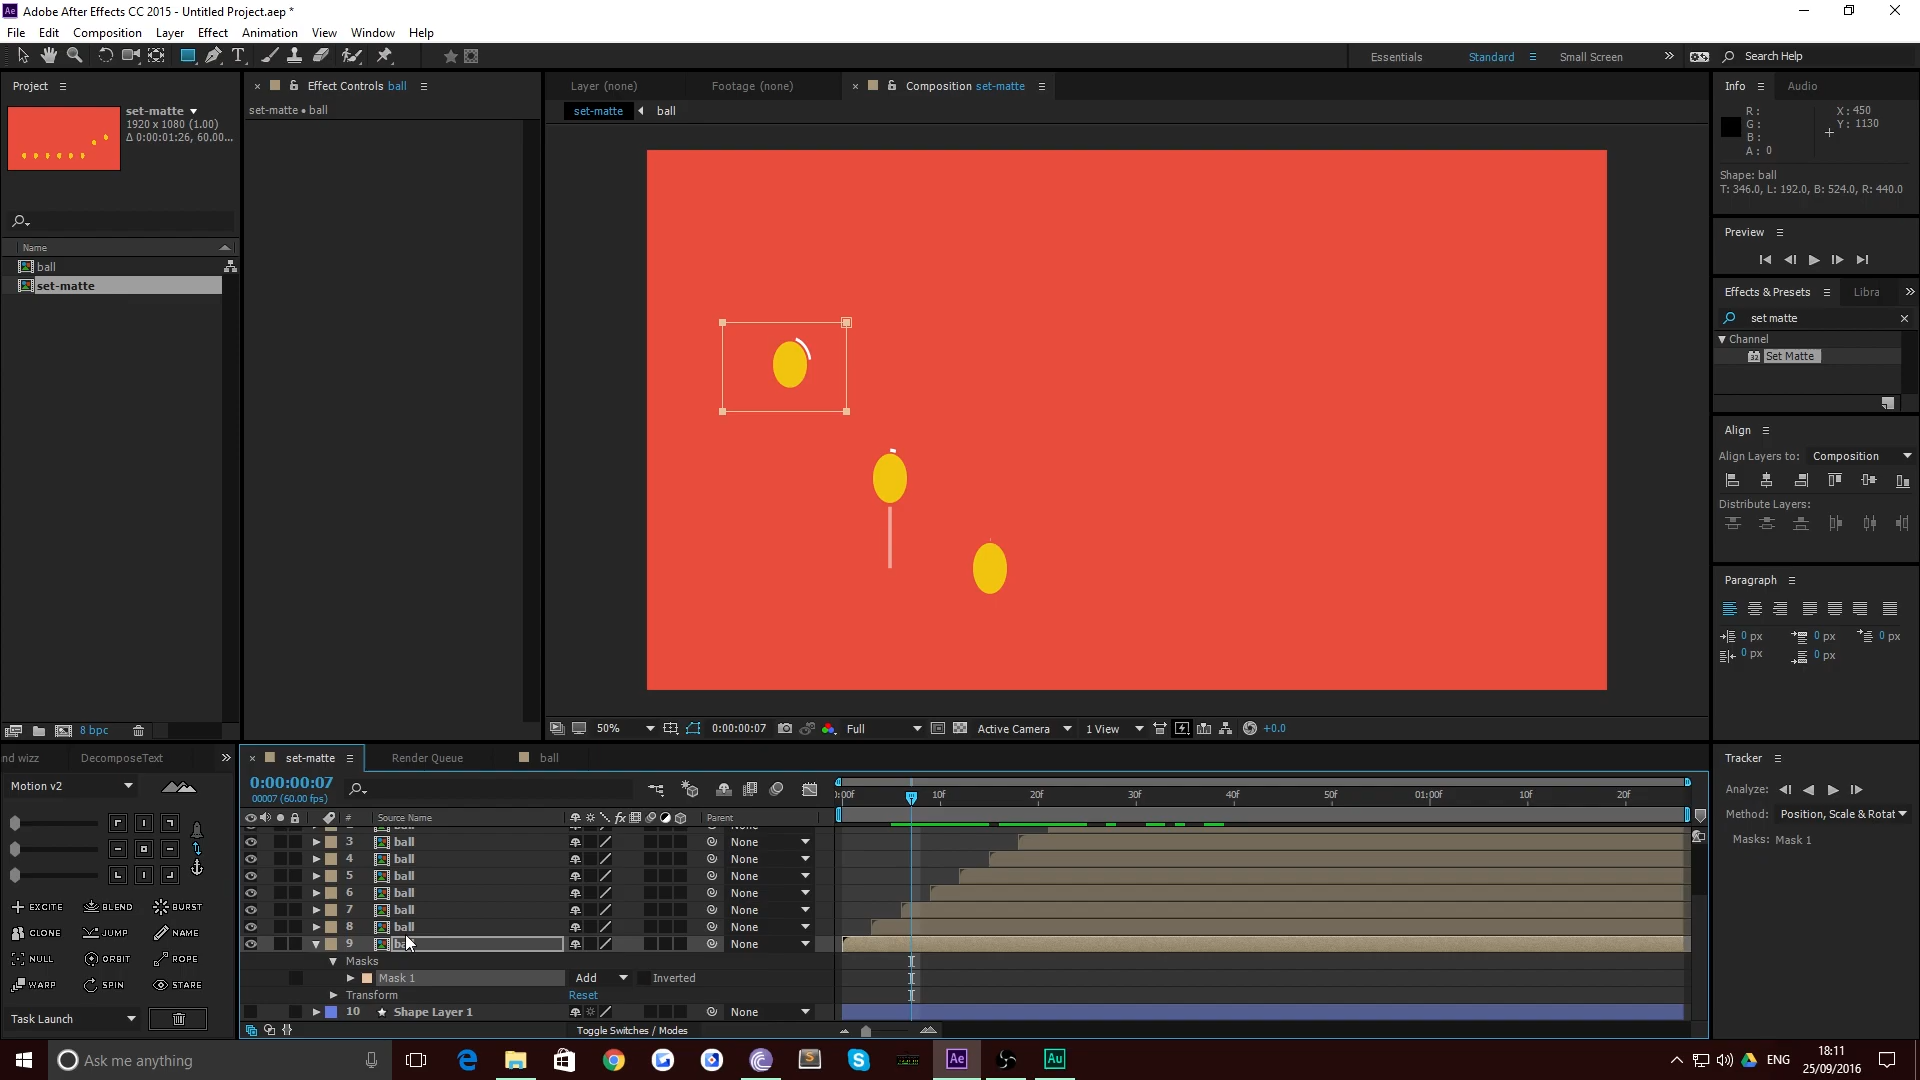 Adobe After Effects CC 2015 - Untitled Project.aep *
File Edit Composition Layer Effect Animation View Window Help
Essentials Standard Small Screen Search Help
Project
set-matte
1920 x 1080 (1.00)
Δ 0:00:01:26, 60.00...
Name
ball
set-matte
8 bpc
Effect Controls ball
set-matte • ball
Layer (none) Footage (none) Composition set-matte
set-matte ball
50% 0:00:00:07 Full Active Camera 1 View +0.0
Info Audio
R: X: 450
G: Y: 1130
B:
A: 0
Shape: ball
T: 346.0, L: 192.0, B: 524.0, R: 440.0
Preview
Effects & Presets Libra
set matte
Channel
32 Set Matte
Align
Align Layers to: Composition
Distribute Layers:
Paragraph
0 px 0 px 0 px
0 px 0 px
nd wizz DecomposeText
Motion v2
EXCITE BLEND BURST
CLONE JUMP NAME
NULL ORBIT ROPE
WARP SPIN STARE
Task Launch
set-matte Render Queue ball
0:00:00:07
00007 (60.00 fps)
:00f 10f 20f 30f 40f 50f 01:00f 10f 20f
# Source Name fx Parent
3 ball None
4 ball None
5 ball None
6 ball None
7 ball None
8 ball None
9 None
Masks
Mask 1 Add Inverted
Transform Reset
10 Shape Layer 1 None
Toggle Switches / Modes
Tracker
Analyze:
Method: Position, Scale & Rotat
Masks: Mask 1
Ask me anything
Ae Au
ENG 18:11
25/09/2016